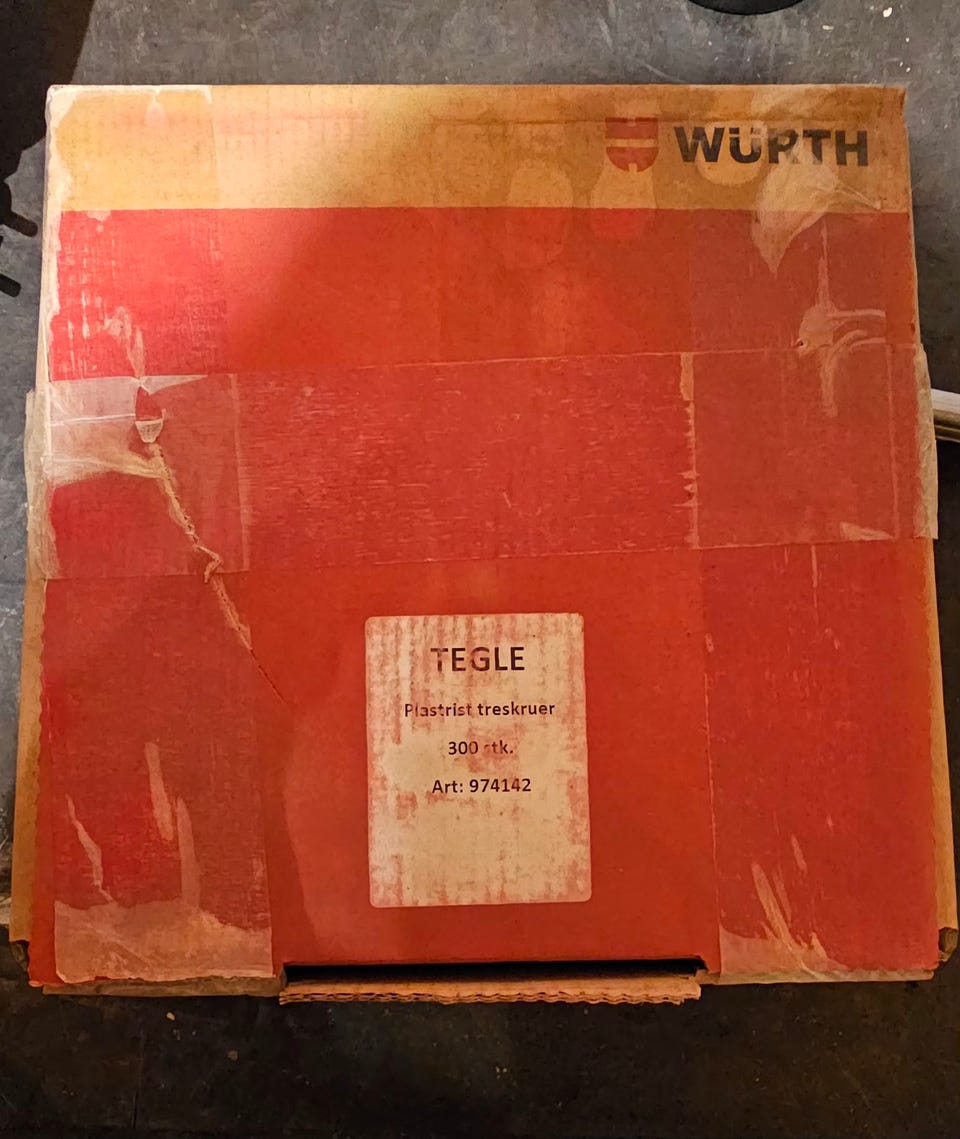 WÜRTH
TEGLE
Plastrist treskruer
300 stk.
Art: 974142